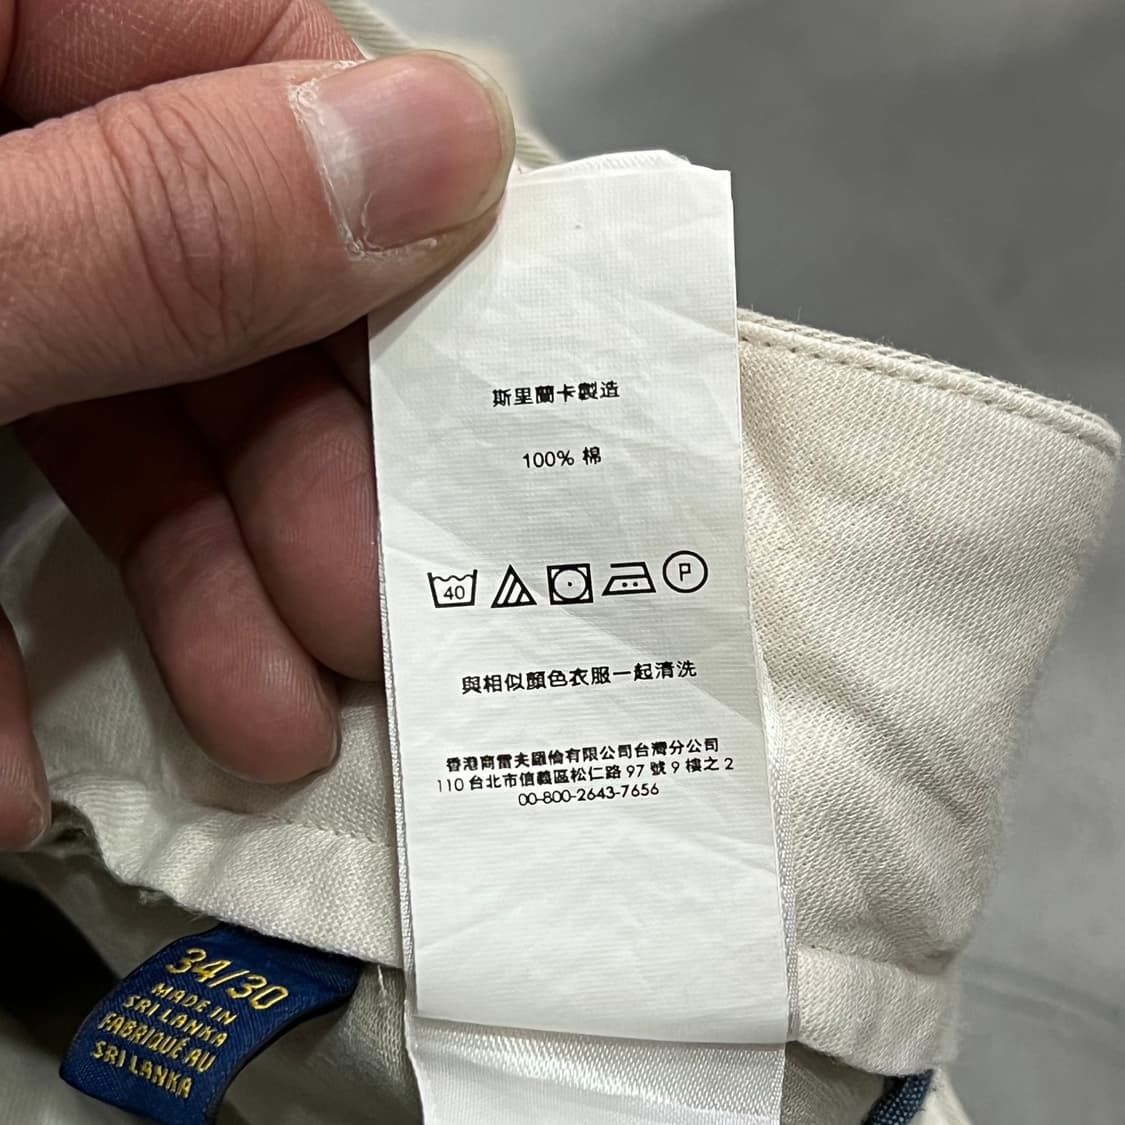 斯里蘭卡製造
100% 棉
40
P
與相似顏色衣服一起清洗
香港商雷夫羅倫有限公司台灣分公司
110 台北市信義區松仁路 97 號 9 樓之 2
00-800-2643-7656
34/30
MADE IN
SRI LANKA
FABRIQUÉ AU
SRI LANKA